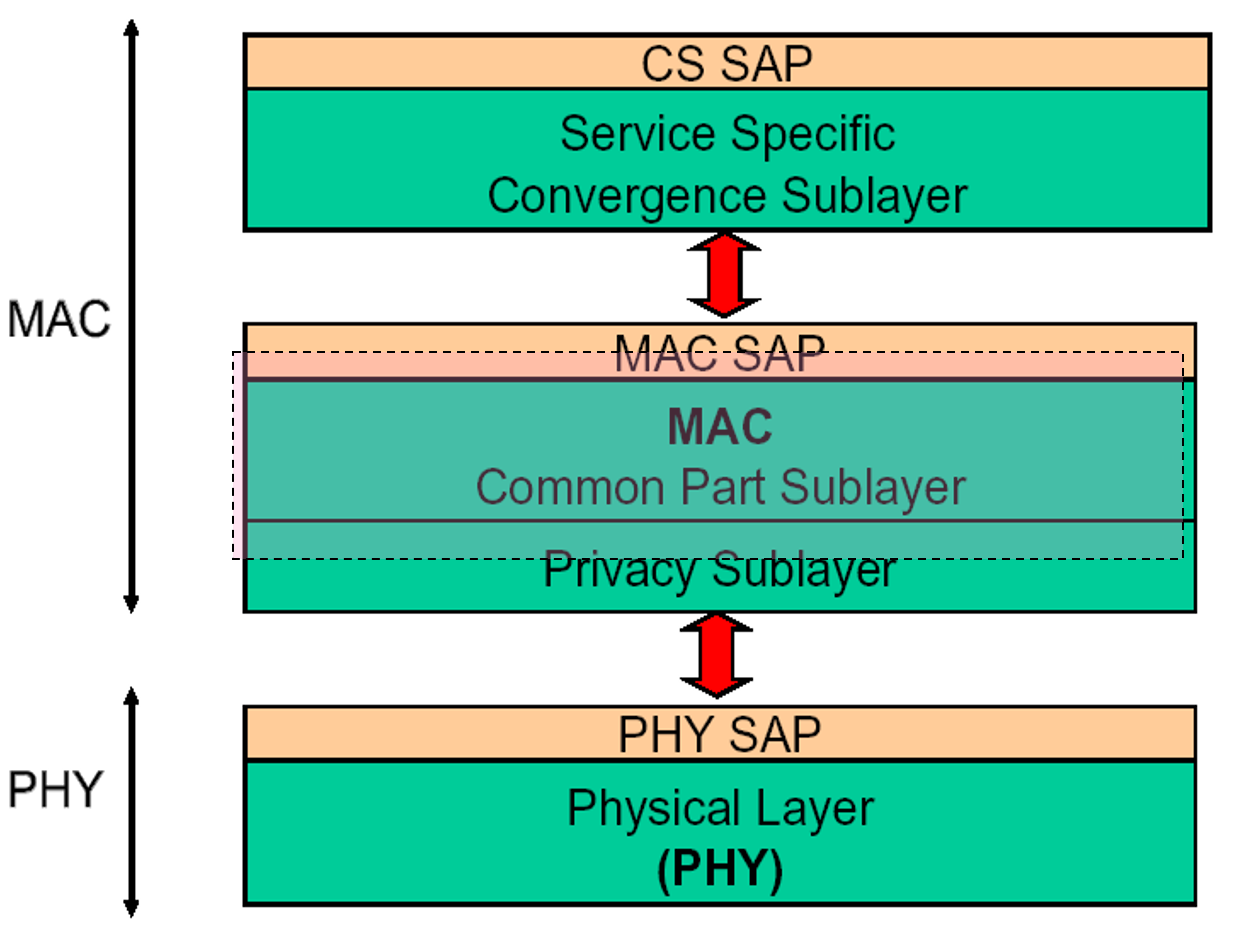 CS SAP
Service Specific
Convergence Sublayer
MAC
MAC SAP
MAC
Common Part Sublayer
Privacy Sublayer
PHY
PHY SAP
Physical Layer
(PHY)